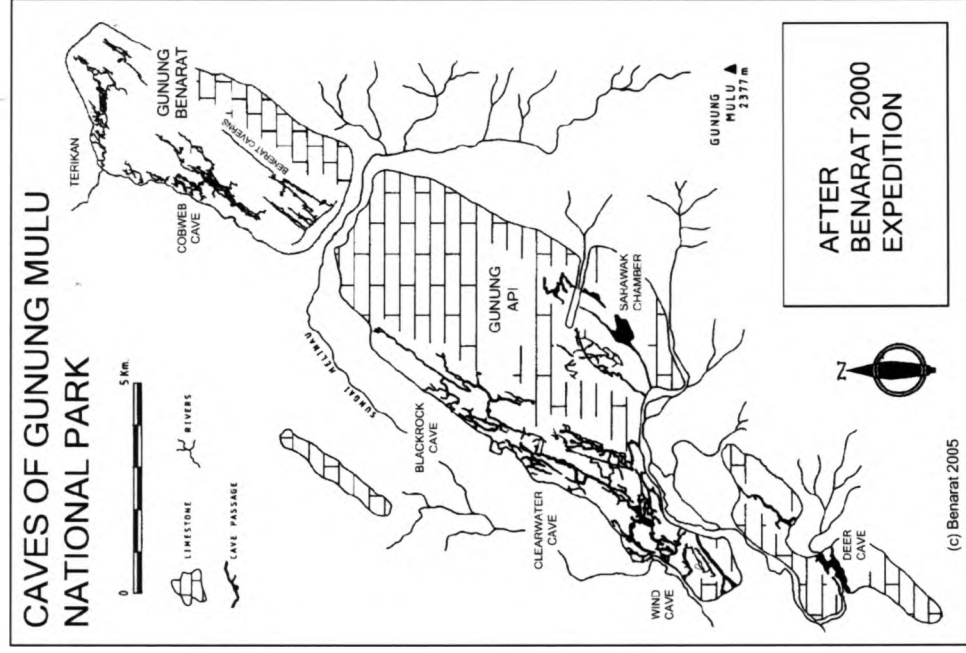 CAVES OF GUNUNG MULU
NATIONAL PARK
0
5 Km.
LIMESTONE
RIVERS
CAVE PASSAGE
TERIKAN
GUNUNG
BENARAT
COBWEB
CAVE
BENERAT CAVERNS
SUNGAI MELINAU
BLACKROCK
CAVE
GUNUNG
API
GUNUNG
MULU
2377 m
CLEARWATER
CAVE
SARAWAK
CHAMBER
WIND
CAVE
DEER
CAVE
N
AFTER
BENARAT 2000
EXPEDITION
(c) Benarat 2005